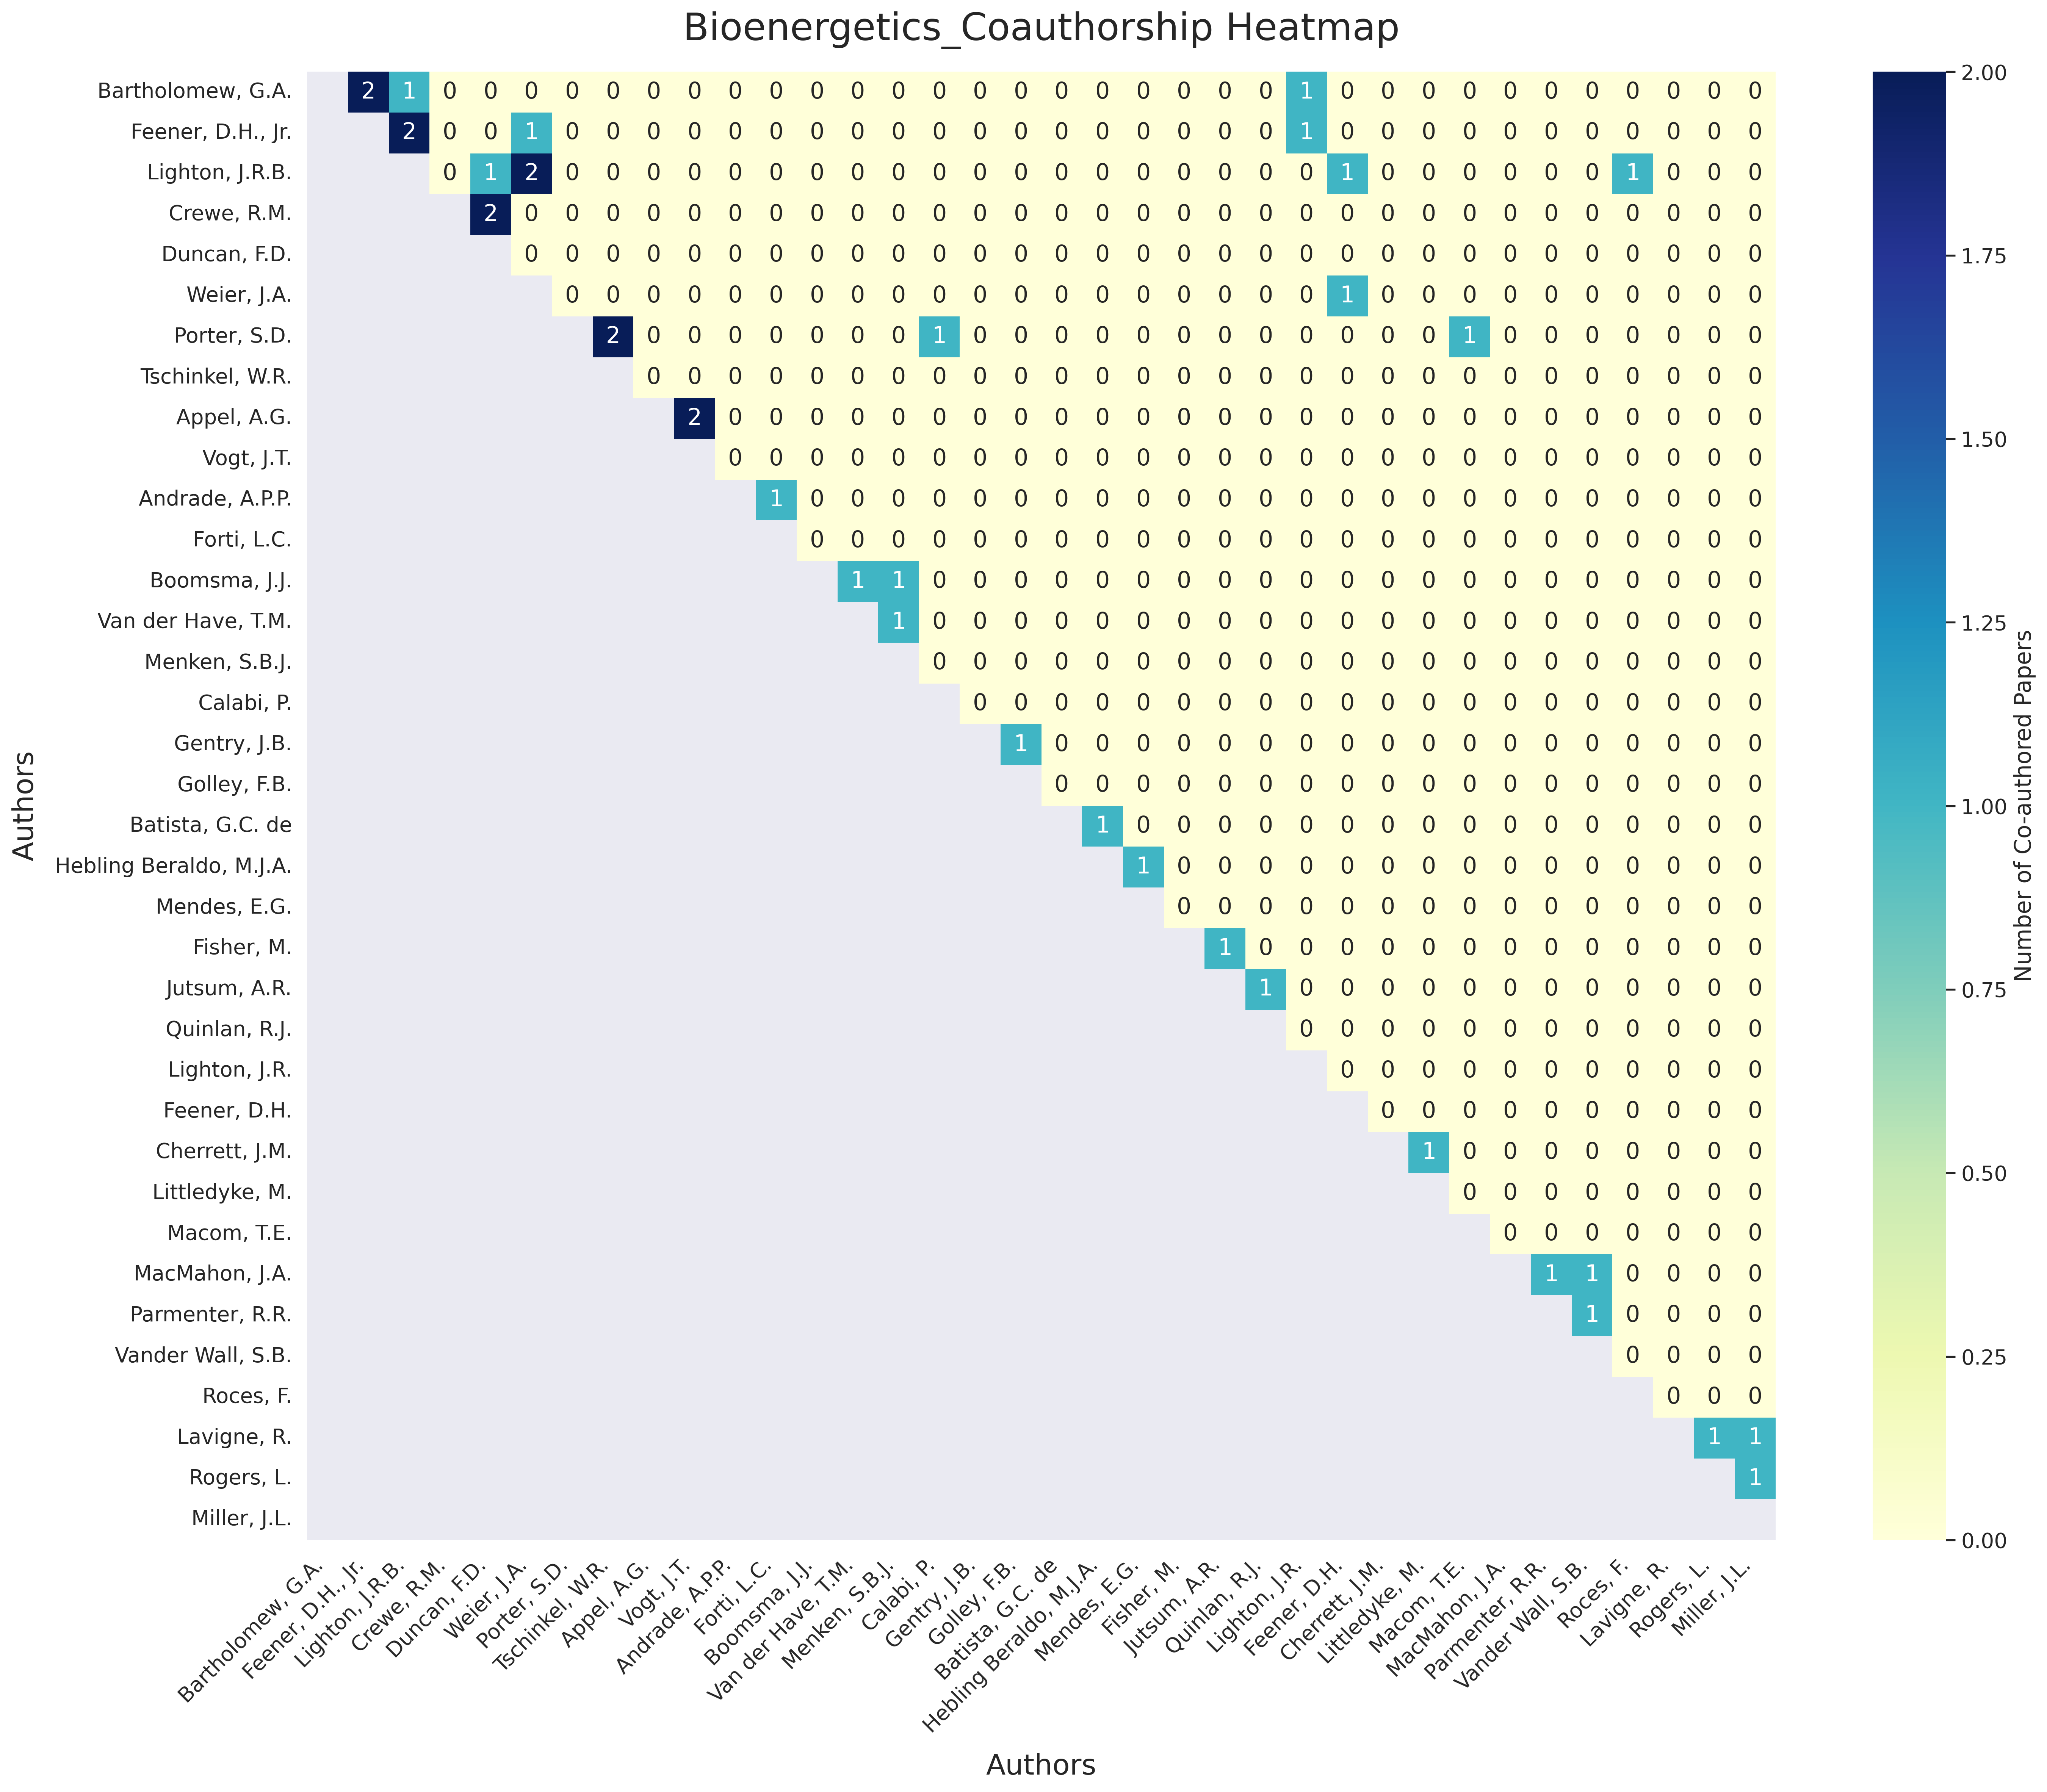 Bioenergetics_Coauthorship Heatmap
Bartholomew, G.A. 2 1 0 0 0 0 0 0 0 0 0 0 0 0 0 0 0 0 0 0 0 0 0 1 0 0 0 0 0 0 0 0 0 0 0
Feener, D.H., Jr. 2 0 0 1 0 0 0 0 0 0 0 0 0 0 0 0 0 0 0 0 0 0 1 0 0 0 0 0 0 0 0 0 0 0
Lighton, J.R.B. 0 1 2 0 0 0 0 0 0 0 0 0 0 0 0 0 0 0 0 0 0 0 1 0 0 0 0 0 0 1 0 0 0
Crewe, R.M. 2 0 0 0 0 0 0 0 0 0 0 0 0 0 0 0 0 0 0 0 0 0 0 0 0 0 0 0 0 0 0 0
Duncan, F.D. 0 0 0 0 0 0 0 0 0 0 0 0 0 0 0 0 0 0 0 0 0 0 0 0 0 0 0 0 0 0 0
Weier, J.A. 0 0 0 0 0 0 0 0 0 0 0 0 0 0 0 0 0 0 0 1 0 0 0 0 0 0 0 0 0 0
Porter, S.D. 2 0 0 0 0 0 0 0 1 0 0 0 0 0 0 0 0 0 0 0 0 1 0 0 0 0 0 0 0
Tschinkel, W.R. 0 0 0 0 0 0 0 0 0 0 0 0 0 0 0 0 0 0 0 0 0 0 0 0 0 0 0 0
Appel, A.G. 2 0 0 0 0 0 0 0 0 0 0 0 0 0 0 0 0 0 0 0 0 0 0 0 0 0 0
Vogt, J.T. 0 0 0 0 0 0 0 0 0 0 0 0 0 0 0 0 0 0 0 0 0 0 0 0 0 0
Andrade, A.P.P. 1 0 0 0 0 0 0 0 0 0 0 0 0 0 0 0 0 0 0 0 0 0 0 0 0
Forti, L.C. 0 0 0 0 0 0 0 0 0 0 0 0 0 0 0 0 0 0 0 0 0 0 0 0
Boomsma, J.J. 1 1 0 0 0 0 0 0 0 0 0 0 0 0 0 0 0 0 0 0 0 0 0
Van der Have, T.M. 1 0 0 0 0 0 0 0 0 0 0 0 0 0 0 0 0 0 0 0 0 0
Menken, S.B.J. 0 0 0 0 0 0 0 0 0 0 0 0 0 0 0 0 0 0 0 0 0
Calabi, P. 0 0 0 0 0 0 0 0 0 0 0 0 0 0 0 0 0 0 0 0
Gentry, J.B. 1 0 0 0 0 0 0 0 0 0 0 0 0 0 0 0 0 0 0
Golley, F.B. 0 0 0 0 0 0 0 0 0 0 0 0 0 0 0 0 0 0
Batista, G.C. de 1 0 0 0 0 0 0 0 0 0 0 0 0 0 0 0 0
Hebling Beraldo, M.J.A. 1 0 0 0 0 0 0 0 0 0 0 0 0 0 0 0
Mendes, E.G. 0 0 0 0 0 0 0 0 0 0 0 0 0 0 0
Fisher, M. 1 0 0 0 0 0 0 0 0 0 0 0 0 0
Jutsum, A.R. 1 0 0 0 0 0 0 0 0 0 0 0 0
Quinlan, R.J. 0 0 0 0 0 0 0 0 0 0 0 0
Lighton, J.R. 0 0 0 0 0 0 0 0 0 0 0
Feener, D.H. 0 0 0 0 0 0 0 0 0 0
Cherrett, J.M. 1 0 0 0 0 0 0 0 0
Littledyke, M. 0 0 0 0 0 0 0 0
Macom, T.E. 0 0 0 0 0 0 0
MacMahon, J.A. 1 1 0 0 0 0
Parmenter, R.R. 1 0 0 0 0
Vander Wall, S.B. 0 0 0 0
Roces, F. 0 0 0
Lavigne, R. 1 1
Rogers, L. 1
Miller, J.L.
Authors
Bartholomew, G.A.
Feener, D.H., Jr.
Lighton, J.R.B.
Crewe, R.M.
Duncan, F.D.
Weier, J.A.
Porter, S.D.
Tschinkel, W.R.
Appel, A.G.
Vogt, J.T.
Andrade, A.P.P.
Forti, L.C.
Boomsma, J.J.
Van der Have, T.M.
Menken, S.B.J.
Calabi, P.
Gentry, J.B.
Golley, F.B.
Batista, G.C. de
Hebling Beraldo, M.J.A.
Mendes, E.G.
Fisher, M.
Jutsum, A.R.
Quinlan, R.J.
Lighton, J.R.
Feener, D.H.
Cherrett, J.M.
Littledyke, M.
Macom, T.E.
MacMahon, J.A.
Parmenter, R.R.
Vander Wall, S.B.
Roces, F.
Lavigne, R.
Rogers, L.
Miller, J.L.
Authors
2.00
1.75
1.50
1.25
1.00
0.75
0.50
0.25
0.00
Number of Co-authored Papers